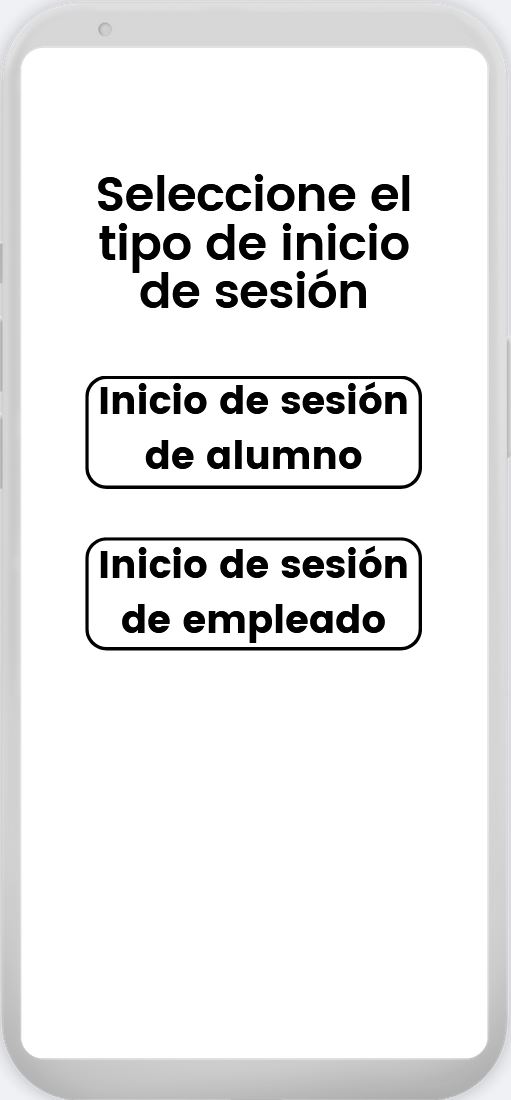 Seleccione el
tipo de inicio
de sesión
Inicio de sesión
de alumno
Inicio de sesión
de empleado